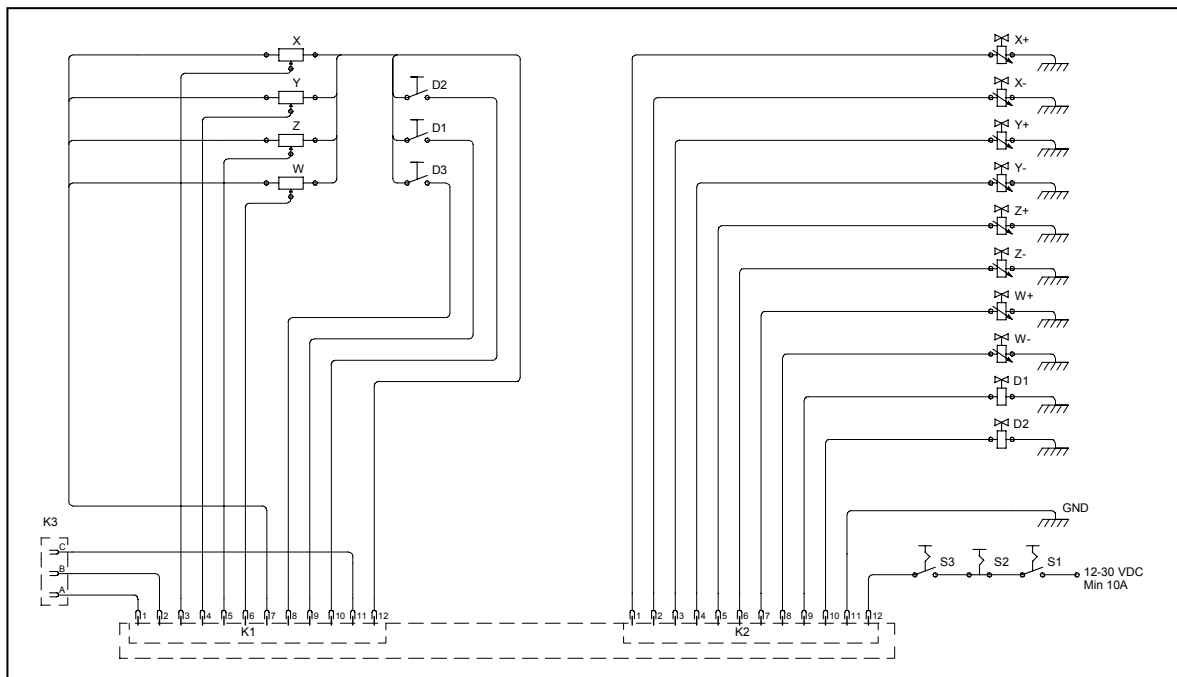 X
X+
D2
X-
Y
D1
Y+
Z
D3
Y-
W
Z+
Z-
W+
W-
D1
D2
GND
K3
C
S3 S2 S1
12-30 VDC
Min 10A
B
A
1 2 3 4 5 6 7 8 9 10 11 12
1 2 3 4 5 6 7 8 9 10 11 12
K1
K2